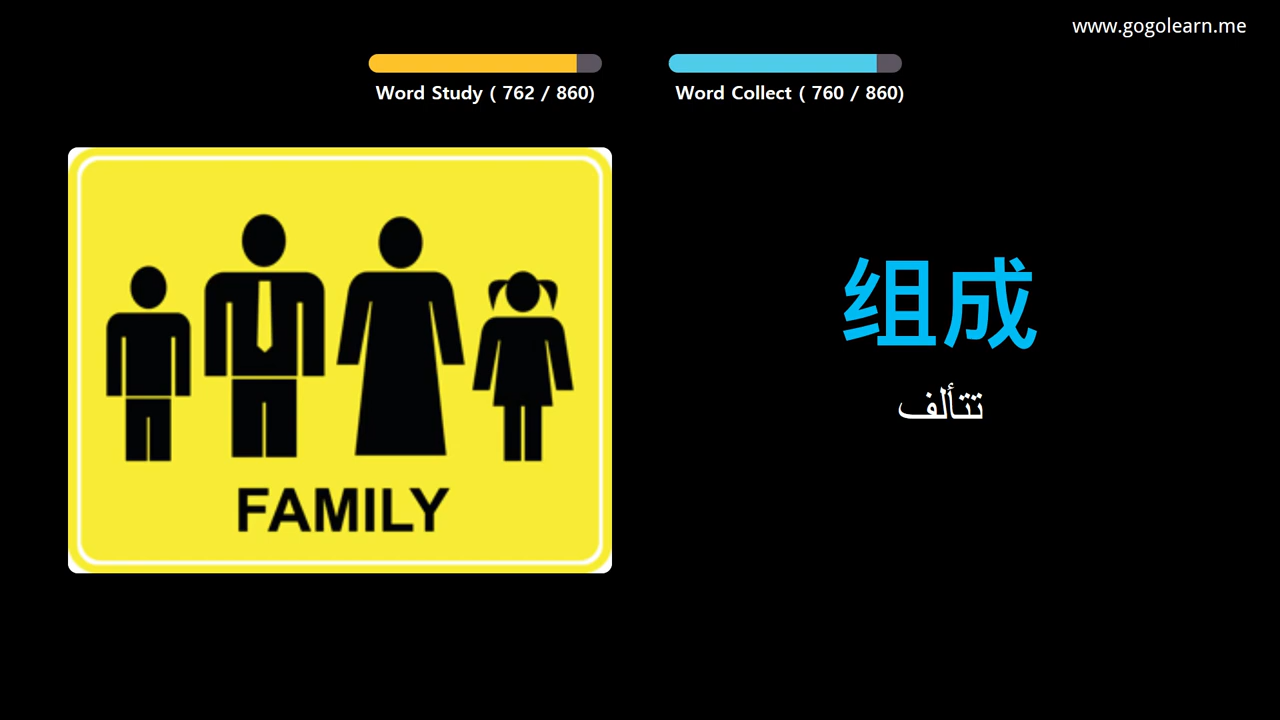 www.gogolearn.me
Word Study ( 762 / 860)
Word Collect ( 760 / 860)
组成
تتألف
FAMILY